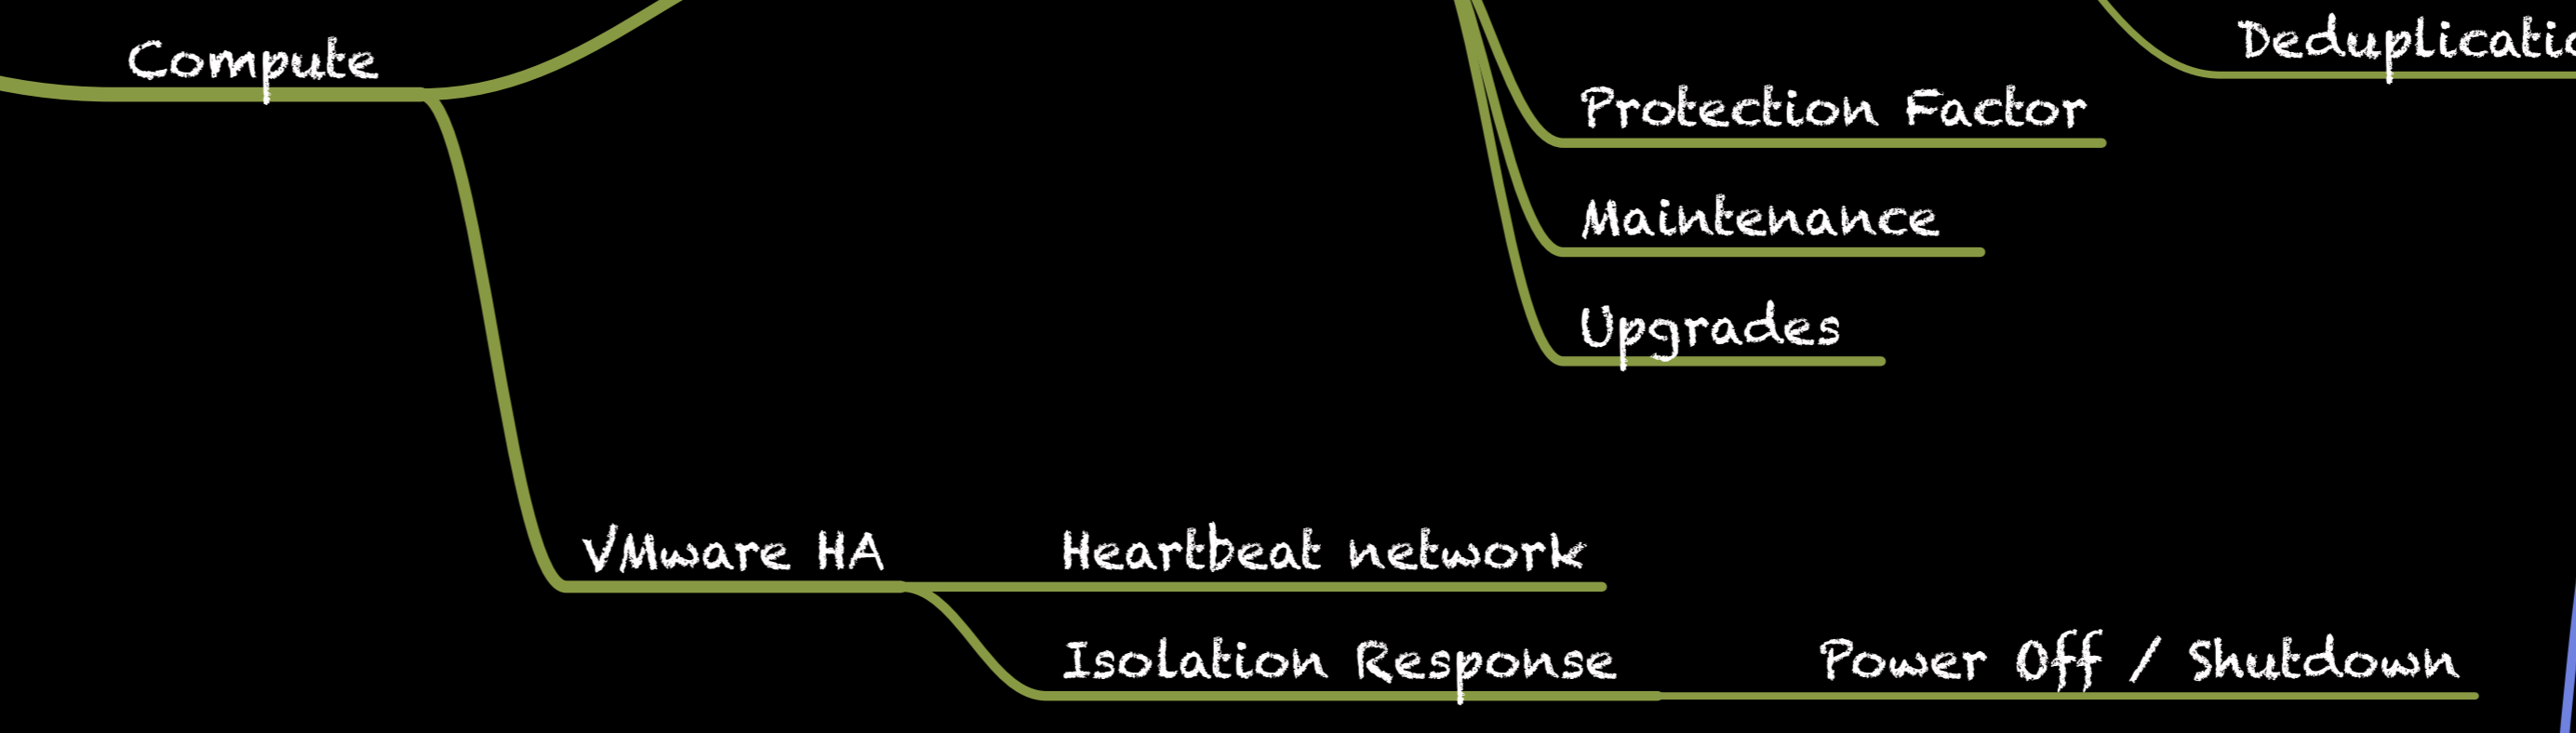 Compute
Protection Factor
Maintenance
Upgrades
VMware HA
Heartbeat network
Isolation Response
Power Off / Shutdown